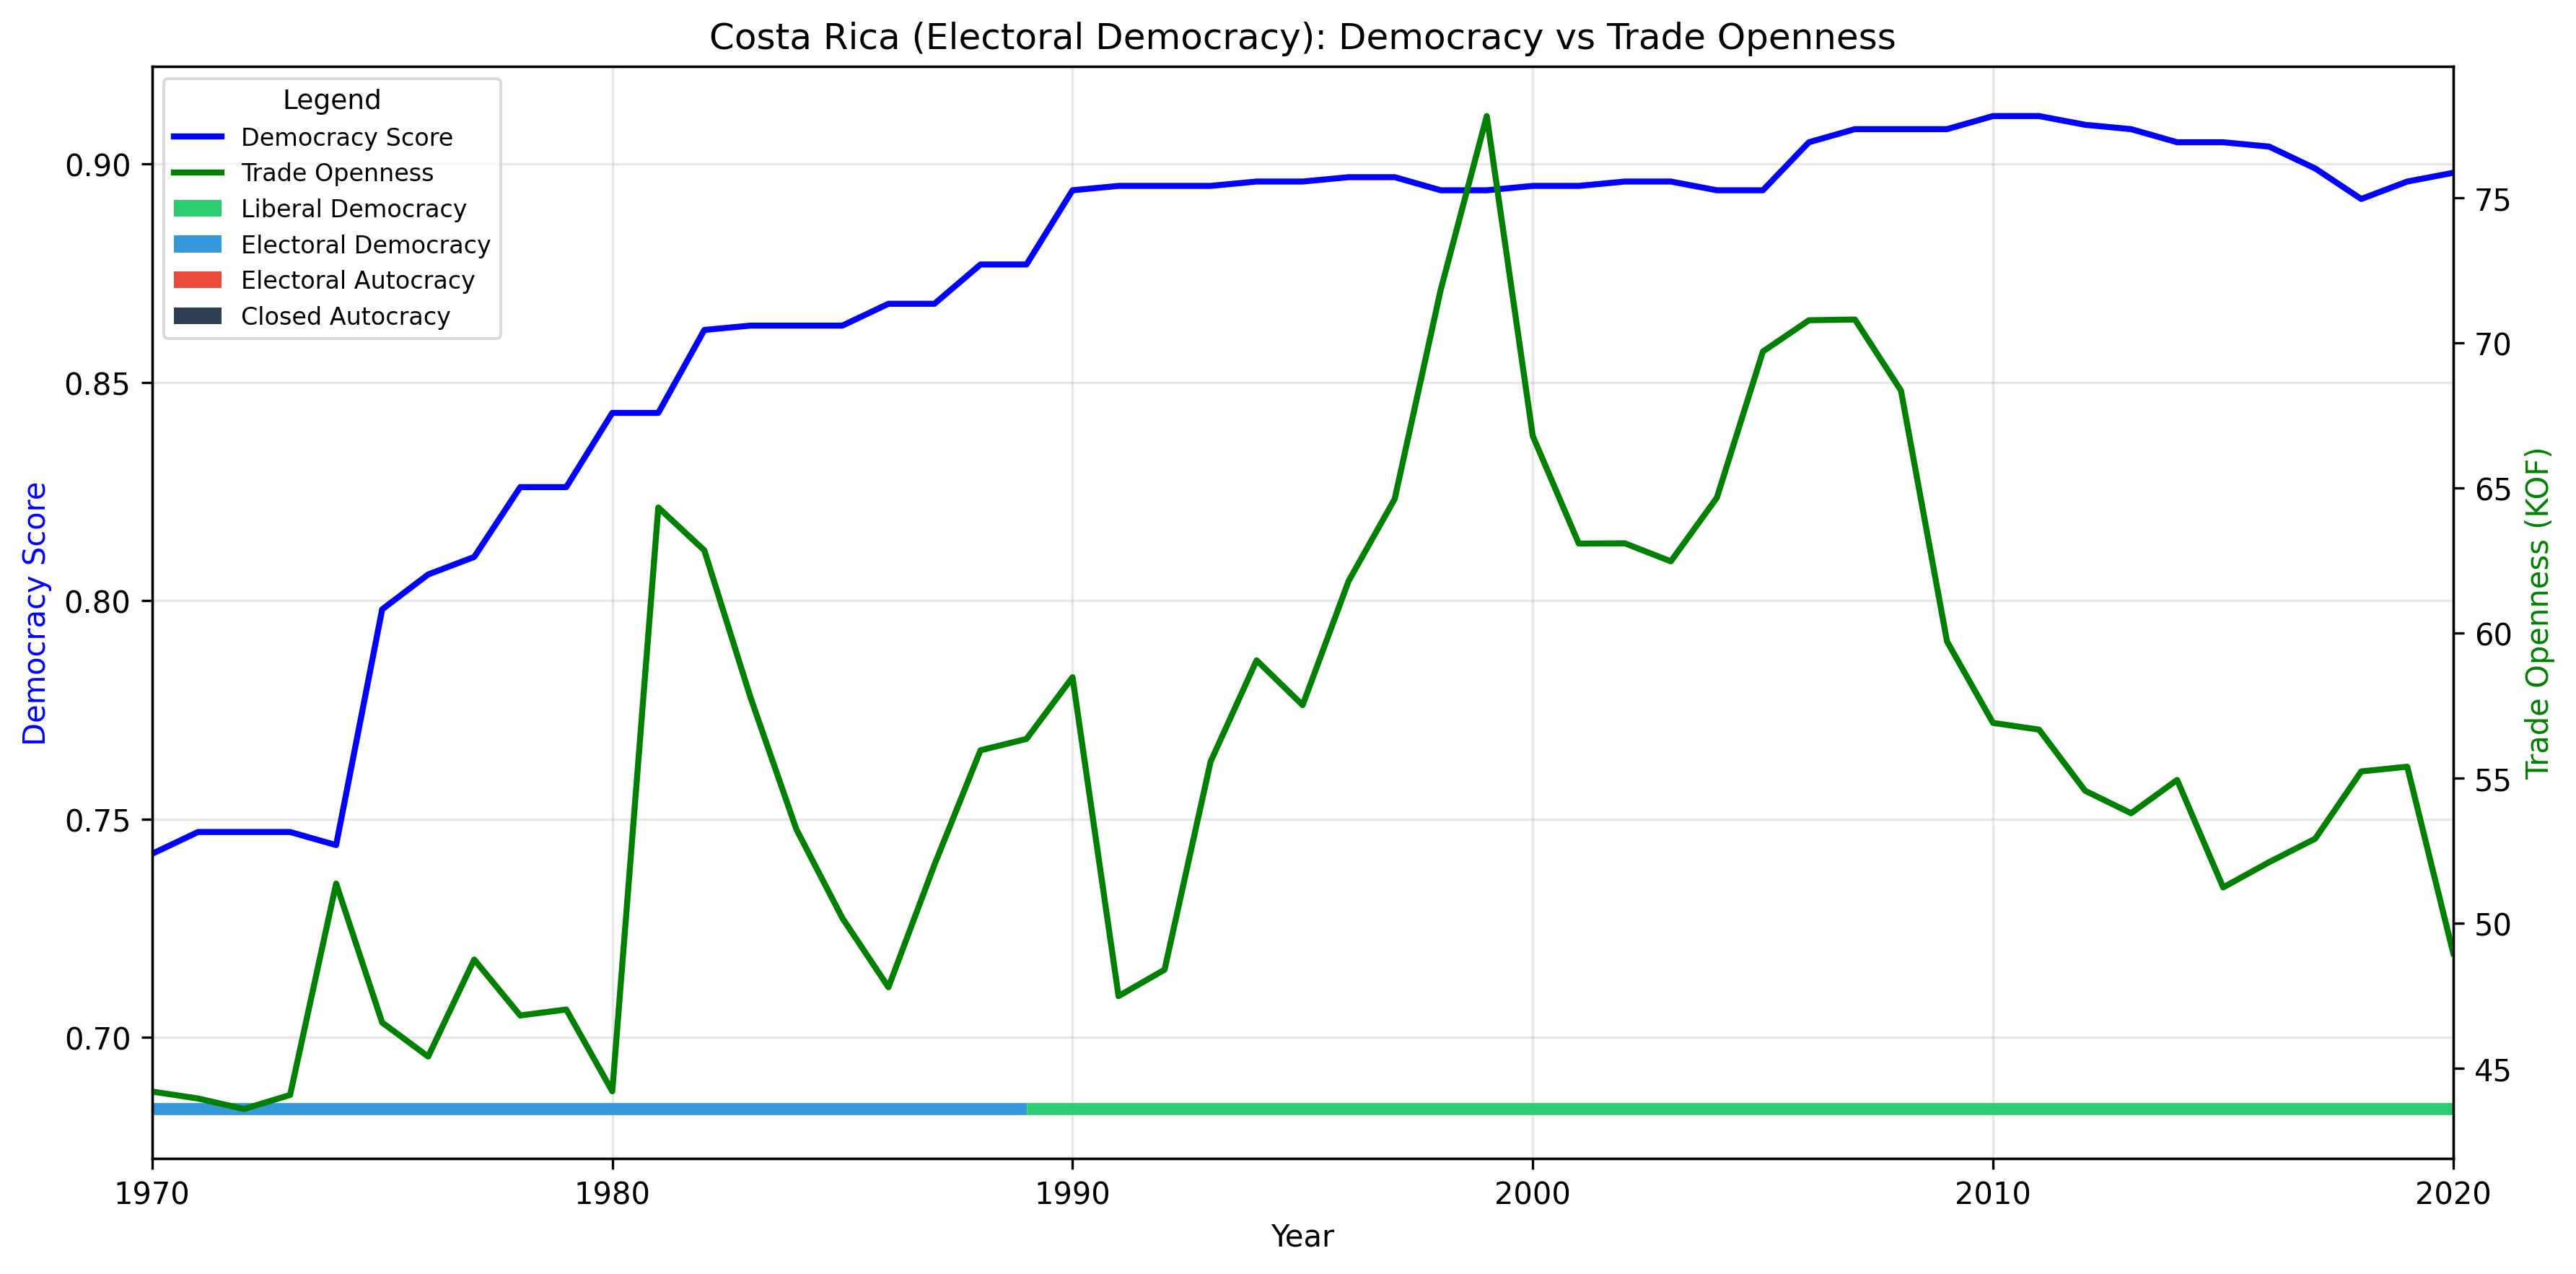 Costa Rica (Electoral Democracy): Democracy vs Trade Openness
Legend
Democracy Score
Trade Openness
Liberal Democracy
Electoral Democracy
Electoral Autocracy
Closed Autocracy
Democracy Score
0.90
0.85
0.80
0.75
0.70
75
70
65
60
55
50
45
Trade Openness (KOF)
1970
1980
1990
2000
2010
2020
Year